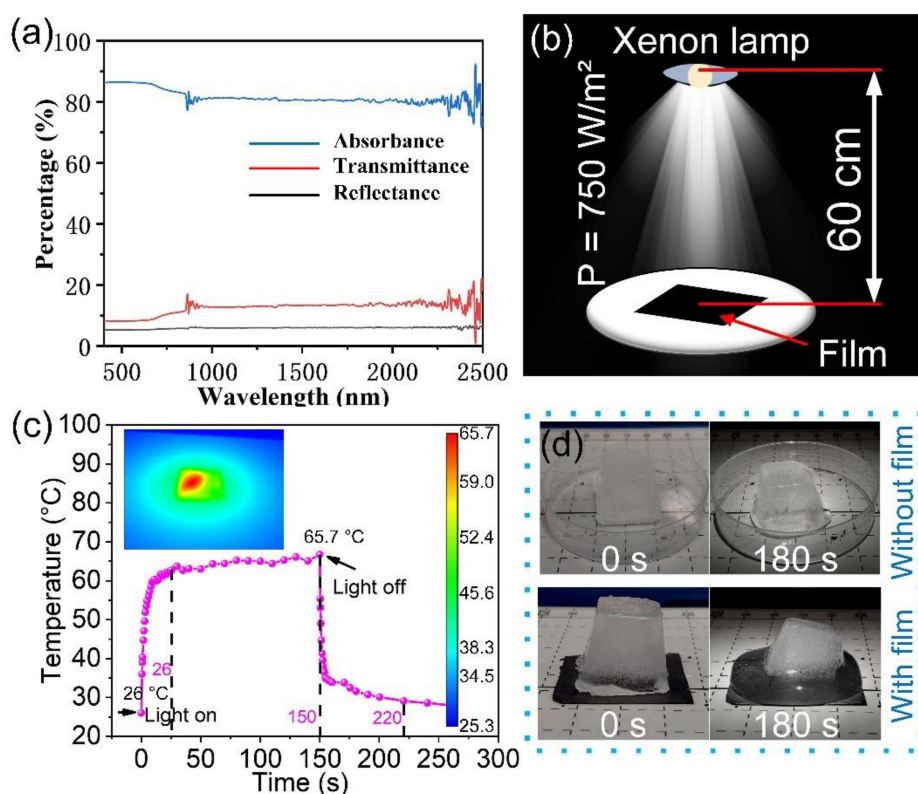 (a)
100
80
60
40
20
0
Percentage (%)
Absorbance
Transmittance
Reflectance
500
1000
1500
2000
2500
Wavelength (nm)
(b)
Xenon lamp
P = 750 W/m²
60 cm
Film
(c)
100
90
80
70
60
50
40
30
20
Temperature (°C)
65.7
59.0
52.4
45.5
38.3
34.5
25.3
65.7 °C
Light off
26
26 °C
Light on
150
220
0
50
100
150
200
250
300
Time (s)
(d)
0 s
180 s
Without film
0 s
180 s
With film